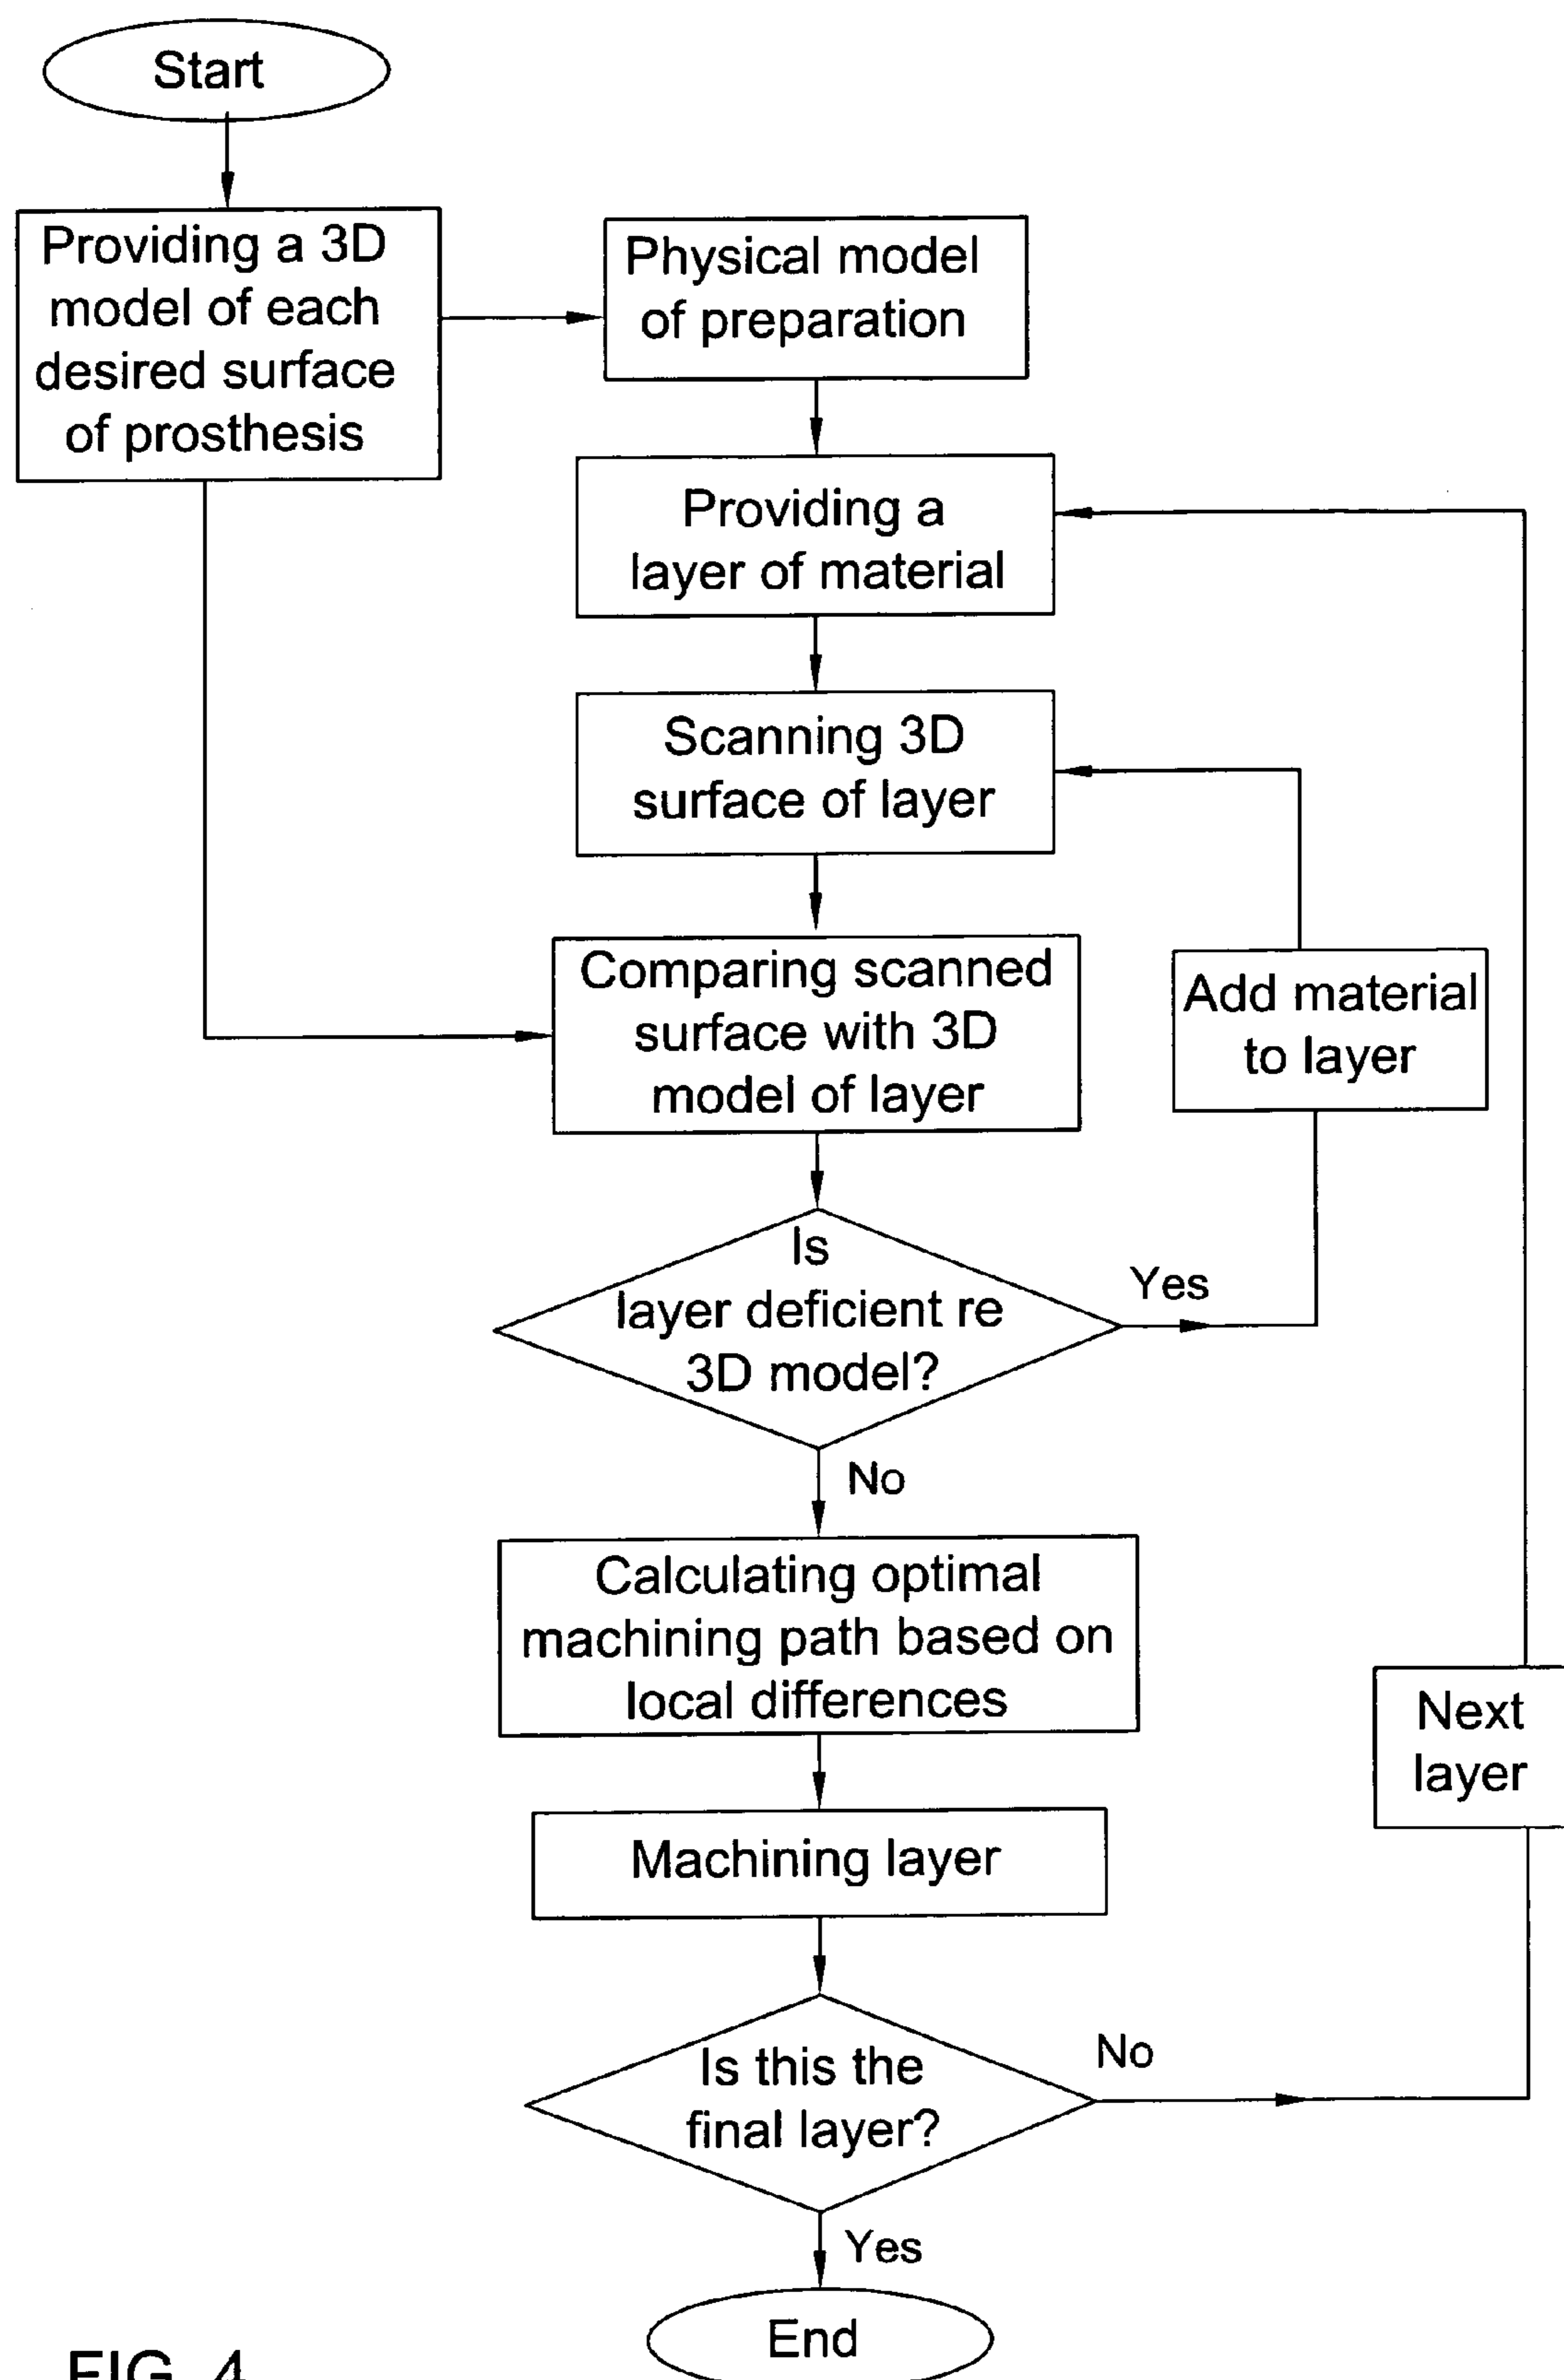 Start
Providing a 3D
model of each
desired surface
of prosthesis
Physical model
of preparation
Providing a
layer of material
Scanning 3D
surface of layer
Comparing scanned
surface with 3D
model of layer
Add material
to layer
Is
layer deficient re
3D model?
Yes
No
Calculating optimal
machining path based on
local differences
Next
layer
Machining layer
Is this the
final layer?
No
Yes
End
FIG. 4